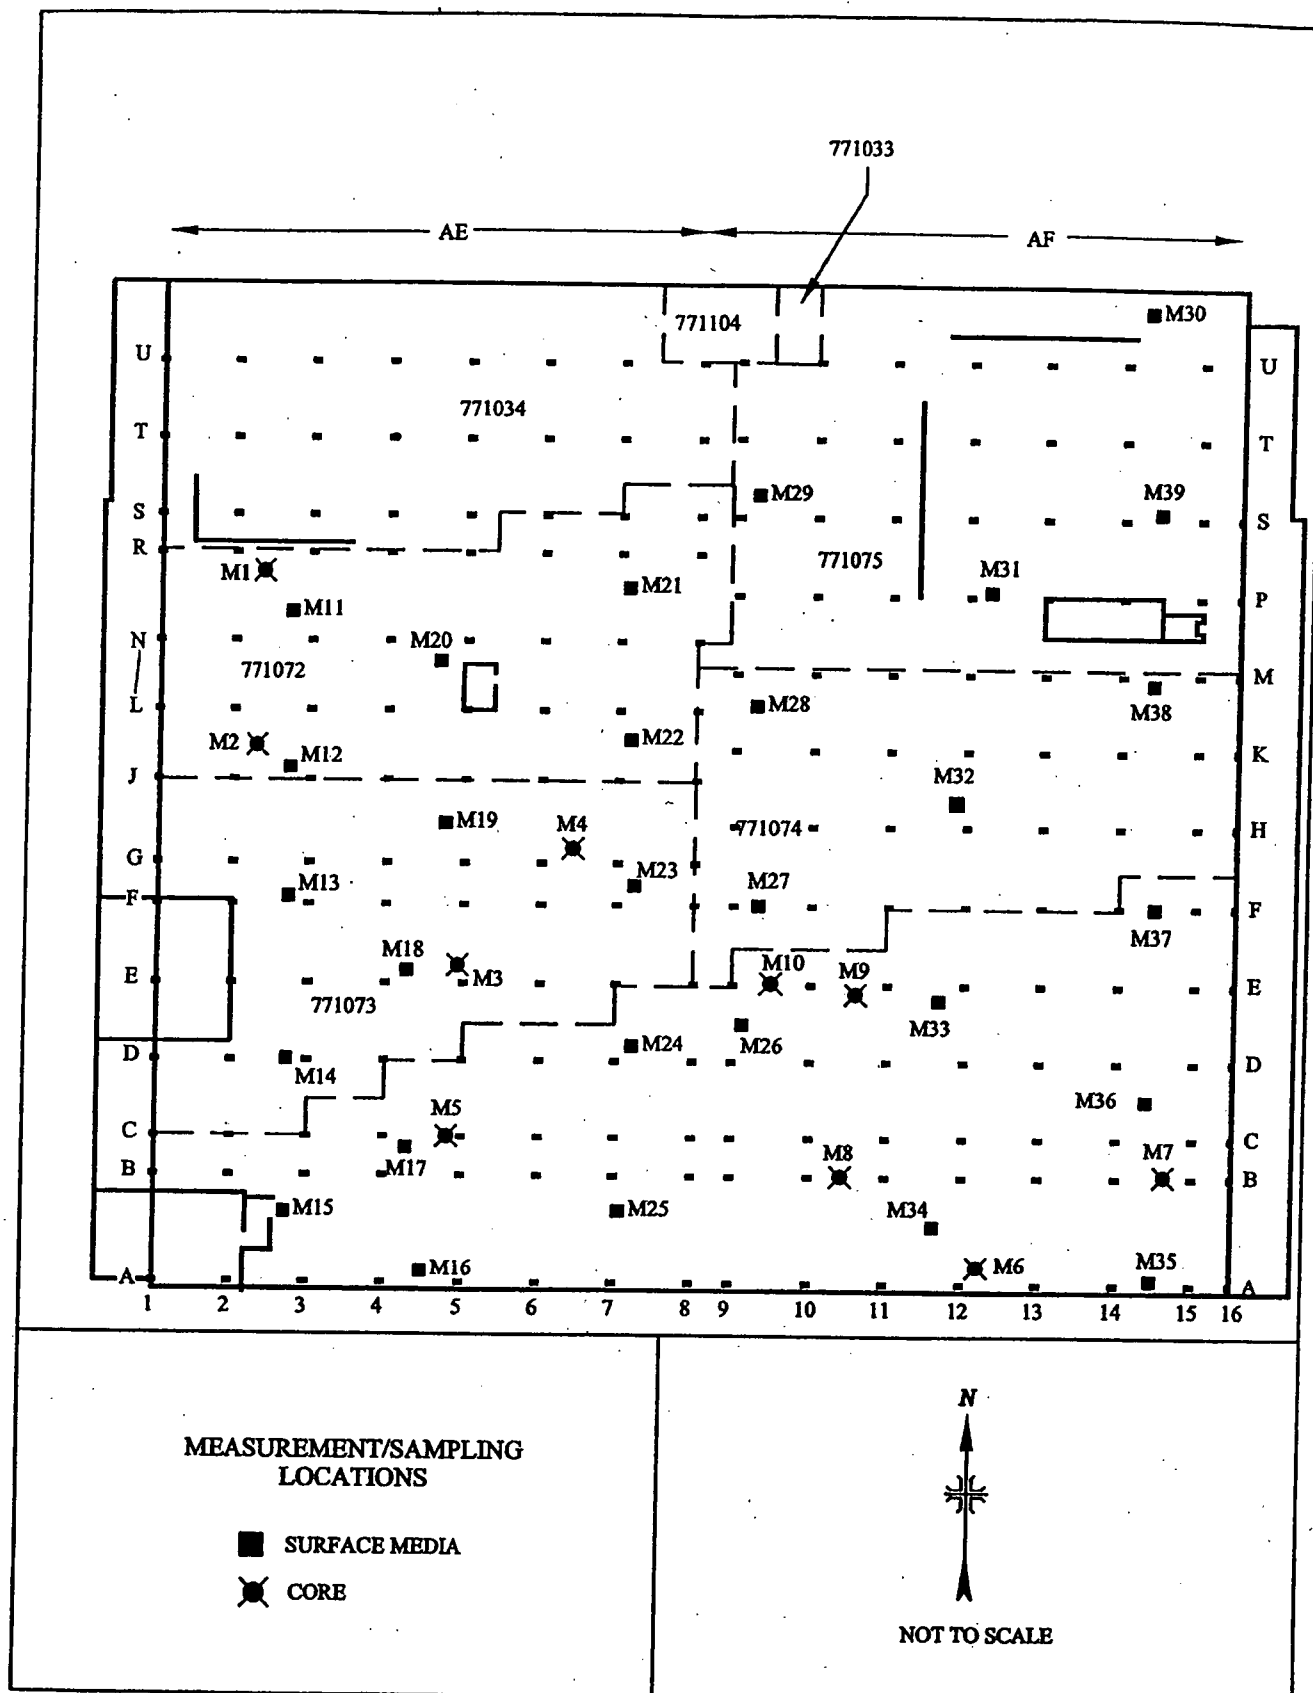 771033
AE
AF
771104
M30
U
U
771034
T
T
M29
M39
S
S
R
771075
M1
M31
M21
P
M11
N
M20
771072
M
L
M28
M38
M2
M22
M12
K
J
M32
M19
M4
771074
H
G
M23
M13
M27
F
F
M37
M18
M10
M9
E
M3
E
771073
M33
M24
M26
D
M14
D
M36
M5
C
C
M17
M8
M7
B
B
M15
M25
M34
M16
M6
M35
A
A
1 2 3 4 5 6 7 8 9 10 11 12 13 14 15 16
MEASUREMENT/SAMPLING
LOCATIONS
SURFACE MEDIA
CORE
N
NOT TO SCALE